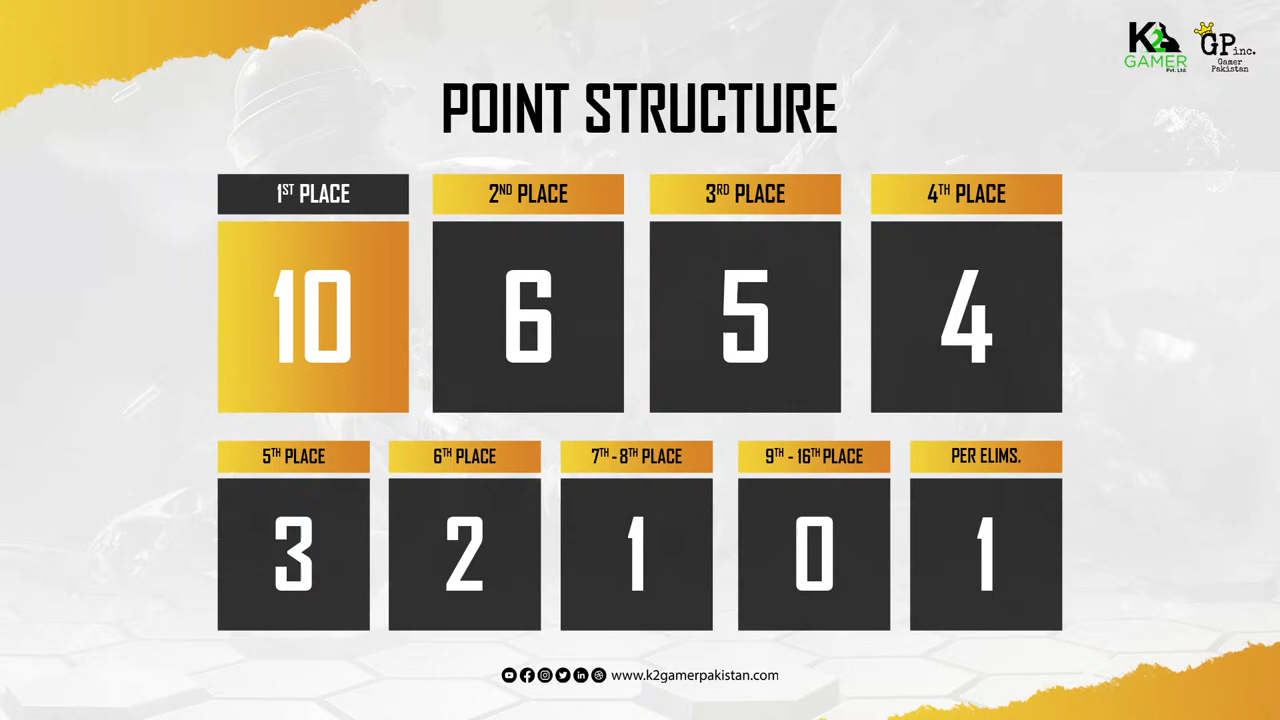 K2
GAMER
Pvt. Ltd.
GP inc.
Gamer
Pakistan
POINT STRUCTURE
1ST PLACE
2ND PLACE
3RD PLACE
4TH PLACE
10
6
5
4
5TH PLACE
6TH PLACE
7TH - 8TH PLACE
9TH - 16TH PLACE
PER ELIMS.
3
2
1
0
1
www.k2gamerpakistan.com